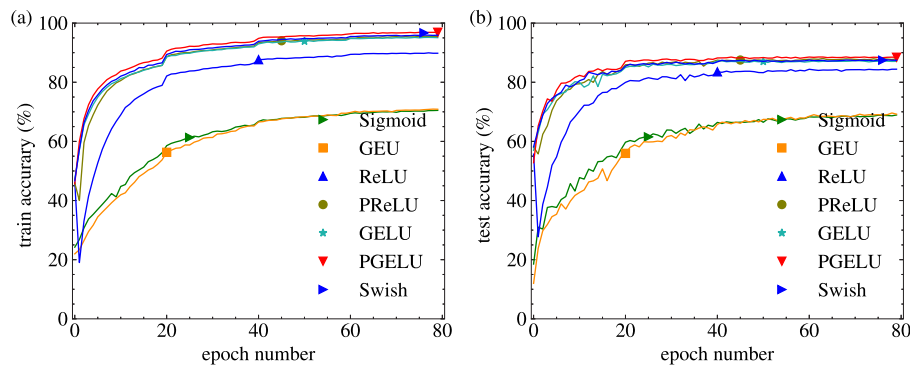 (a)
train accurary (%)
100
80
60
40
20
0
0
20
40
60
80
epoch number
Sigmoid
GEU
ReLU
PReLU
GELU
PGELU
Swish
(b)
test accurary (%)
100
80
60
40
20
0
0
20
40
60
80
epoch number
Sigmoid
GEU
ReLU
PReLU
GELU
PGELU
Swish